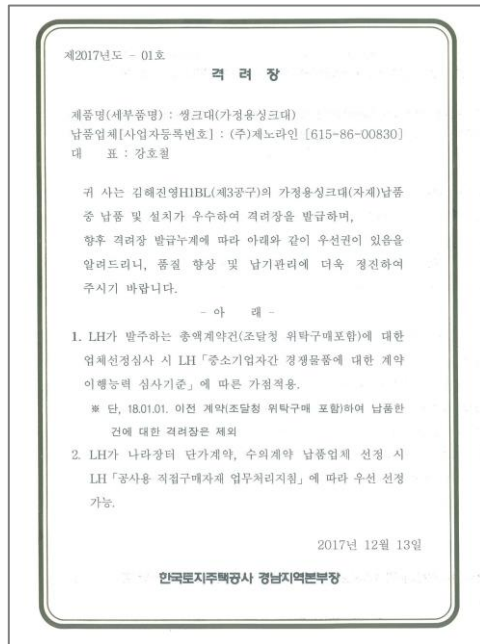 제2017년도 - 01호
격 려 장
제품명(세부품명) : 씽크대(가정용싱크대)
납품업체[사업자등록번호] : (주)제노라인 [615-86-00830]
대 표 : 강호철
귀 사는 김해진영H1BL(제3공구)의 가정용싱크대(자재)납품
중 납품 및 설치가 우수하여 격려장을 발급하며,
향후 격려장 발급누계에 따라 아래와 같이 우선권이 있음을
알려드리니, 품질 향상 및 납기관리에 더욱 정진하여
주시기 바랍니다.
- 아 래 -
1. LH가 발주하는 총액계약건(조달청 위탁구매포함)에 대한
업체선정심사 시 LH「중소기업자간 경쟁물품에 대한 계약
이행능력 심사기준」에 따른 가점적용.
※ 단, 18.01.01. 이전 계약(조달청 위탁구매 포함)하여 납품한
건에 대한 격려장은 제외
2. LH가 나라장터 단가계약, 수의계약 납품업체 선정 시
LH「공사용 직접구매자재 업무처리지침」에 따라 우선 선정
가능.
2017년 12월 13일
한국토지주택공사 경남지역본부장